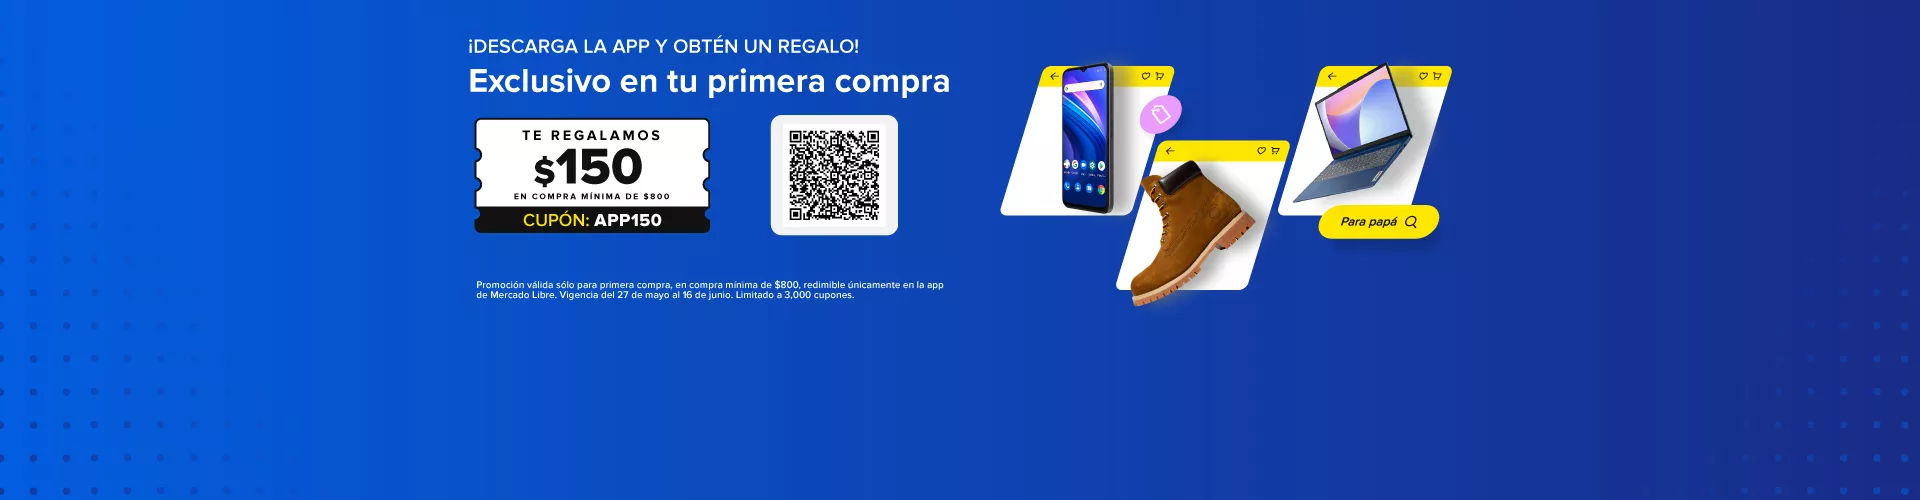 ¡DESCARGA LA APP Y OBTÉN UN REGALO!
Exclusivo en tu primera compra
TE REGALAMOS
$150
EN COMPRA MÍNIMA DE $800
CUPÓN: APP150
Promoción válida sólo para primera compra, en compra mínima de $800, redimible únicamente en la app
de Mercado Libre. Vigencia del 27 de mayo al 16 de junio. Limitado a 3,000 cupones.
Para papá